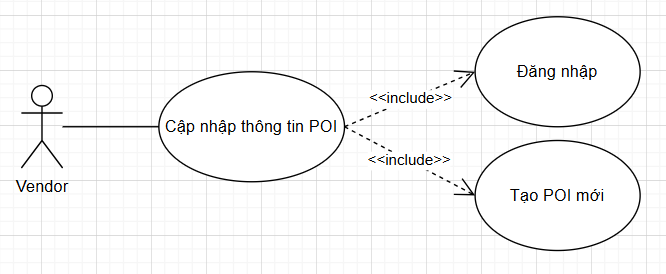 Đăng nhập
<<include>>
Cập nhập thông tin POI
<<include>>
Vendor
Tạo POI mới